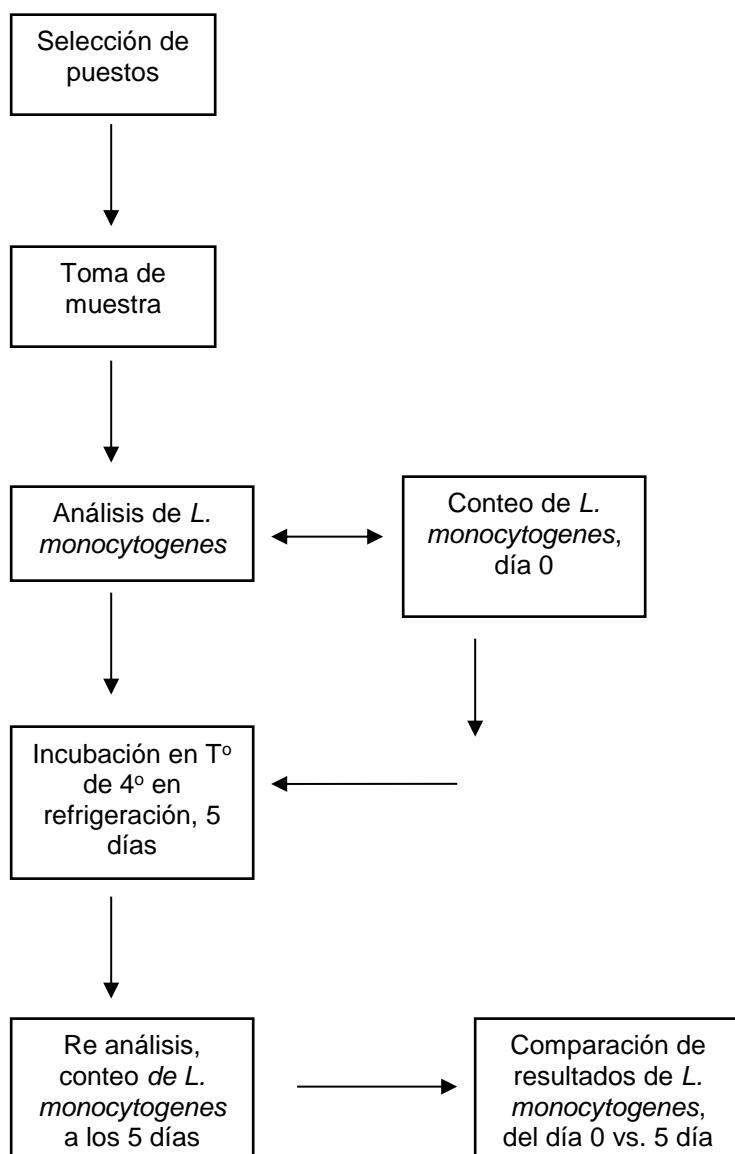 Selección de
puestos
Toma de
muestra
Análisis de L.
monocytogenes
Conteo de L.
monocytogenes,
día 0
Incubación en Tº
de 4º en
refrigeración, 5
días
Re análisis,
conteo de L.
monocytogenes
a los 5 días
Comparación de
resultados de L.
monocytogenes,
del día 0 vs. 5 día